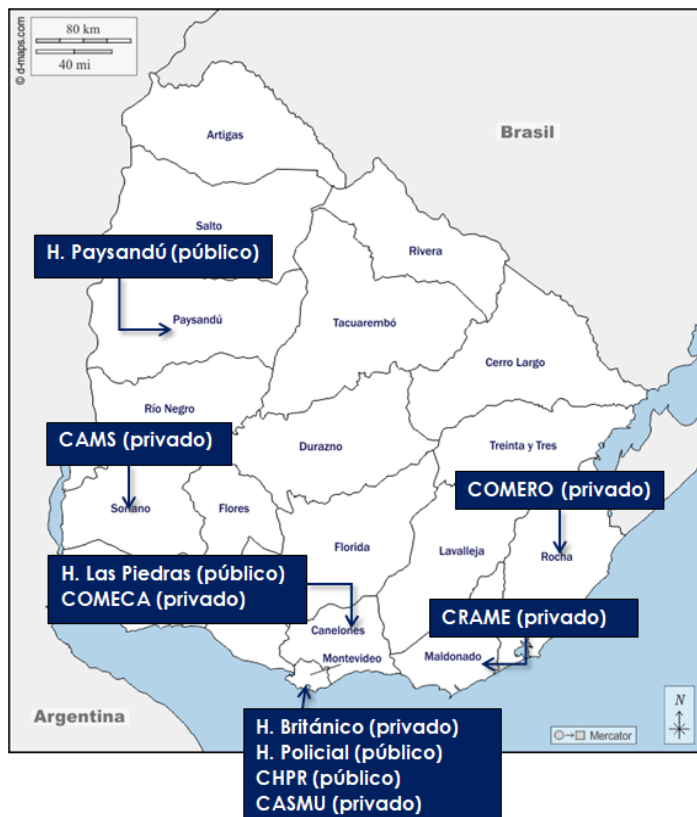 © d-maps.com
80 km
40 mi
Artigas
Brasil
Salto
Rivera
H. Paysandú (público)
Paysandú
Tacuarembó
Cerro Largo
Río Negro
CAMS (privado)
Durazno
Treinta y Tres
COMERO (privado)
Soriano
Flores
Florida
Lavalleja
Rocha
H. Las Piedras (público)
COMECA (privado)
CRAME (privado)
Canelones
Montevideo
Maldonado
Argentina
H. Británico (privado)
H. Policial (público)
CHPR (público)
CASMU (privado)
N
Mercator